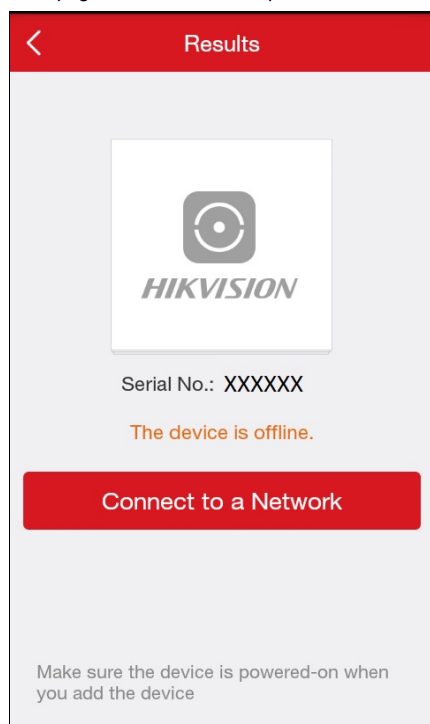 Results
HIKVISION
Serial No.: XXXXXX
The device is offline.
Connect to a Network
Make sure the device is powered-on when
you add the device